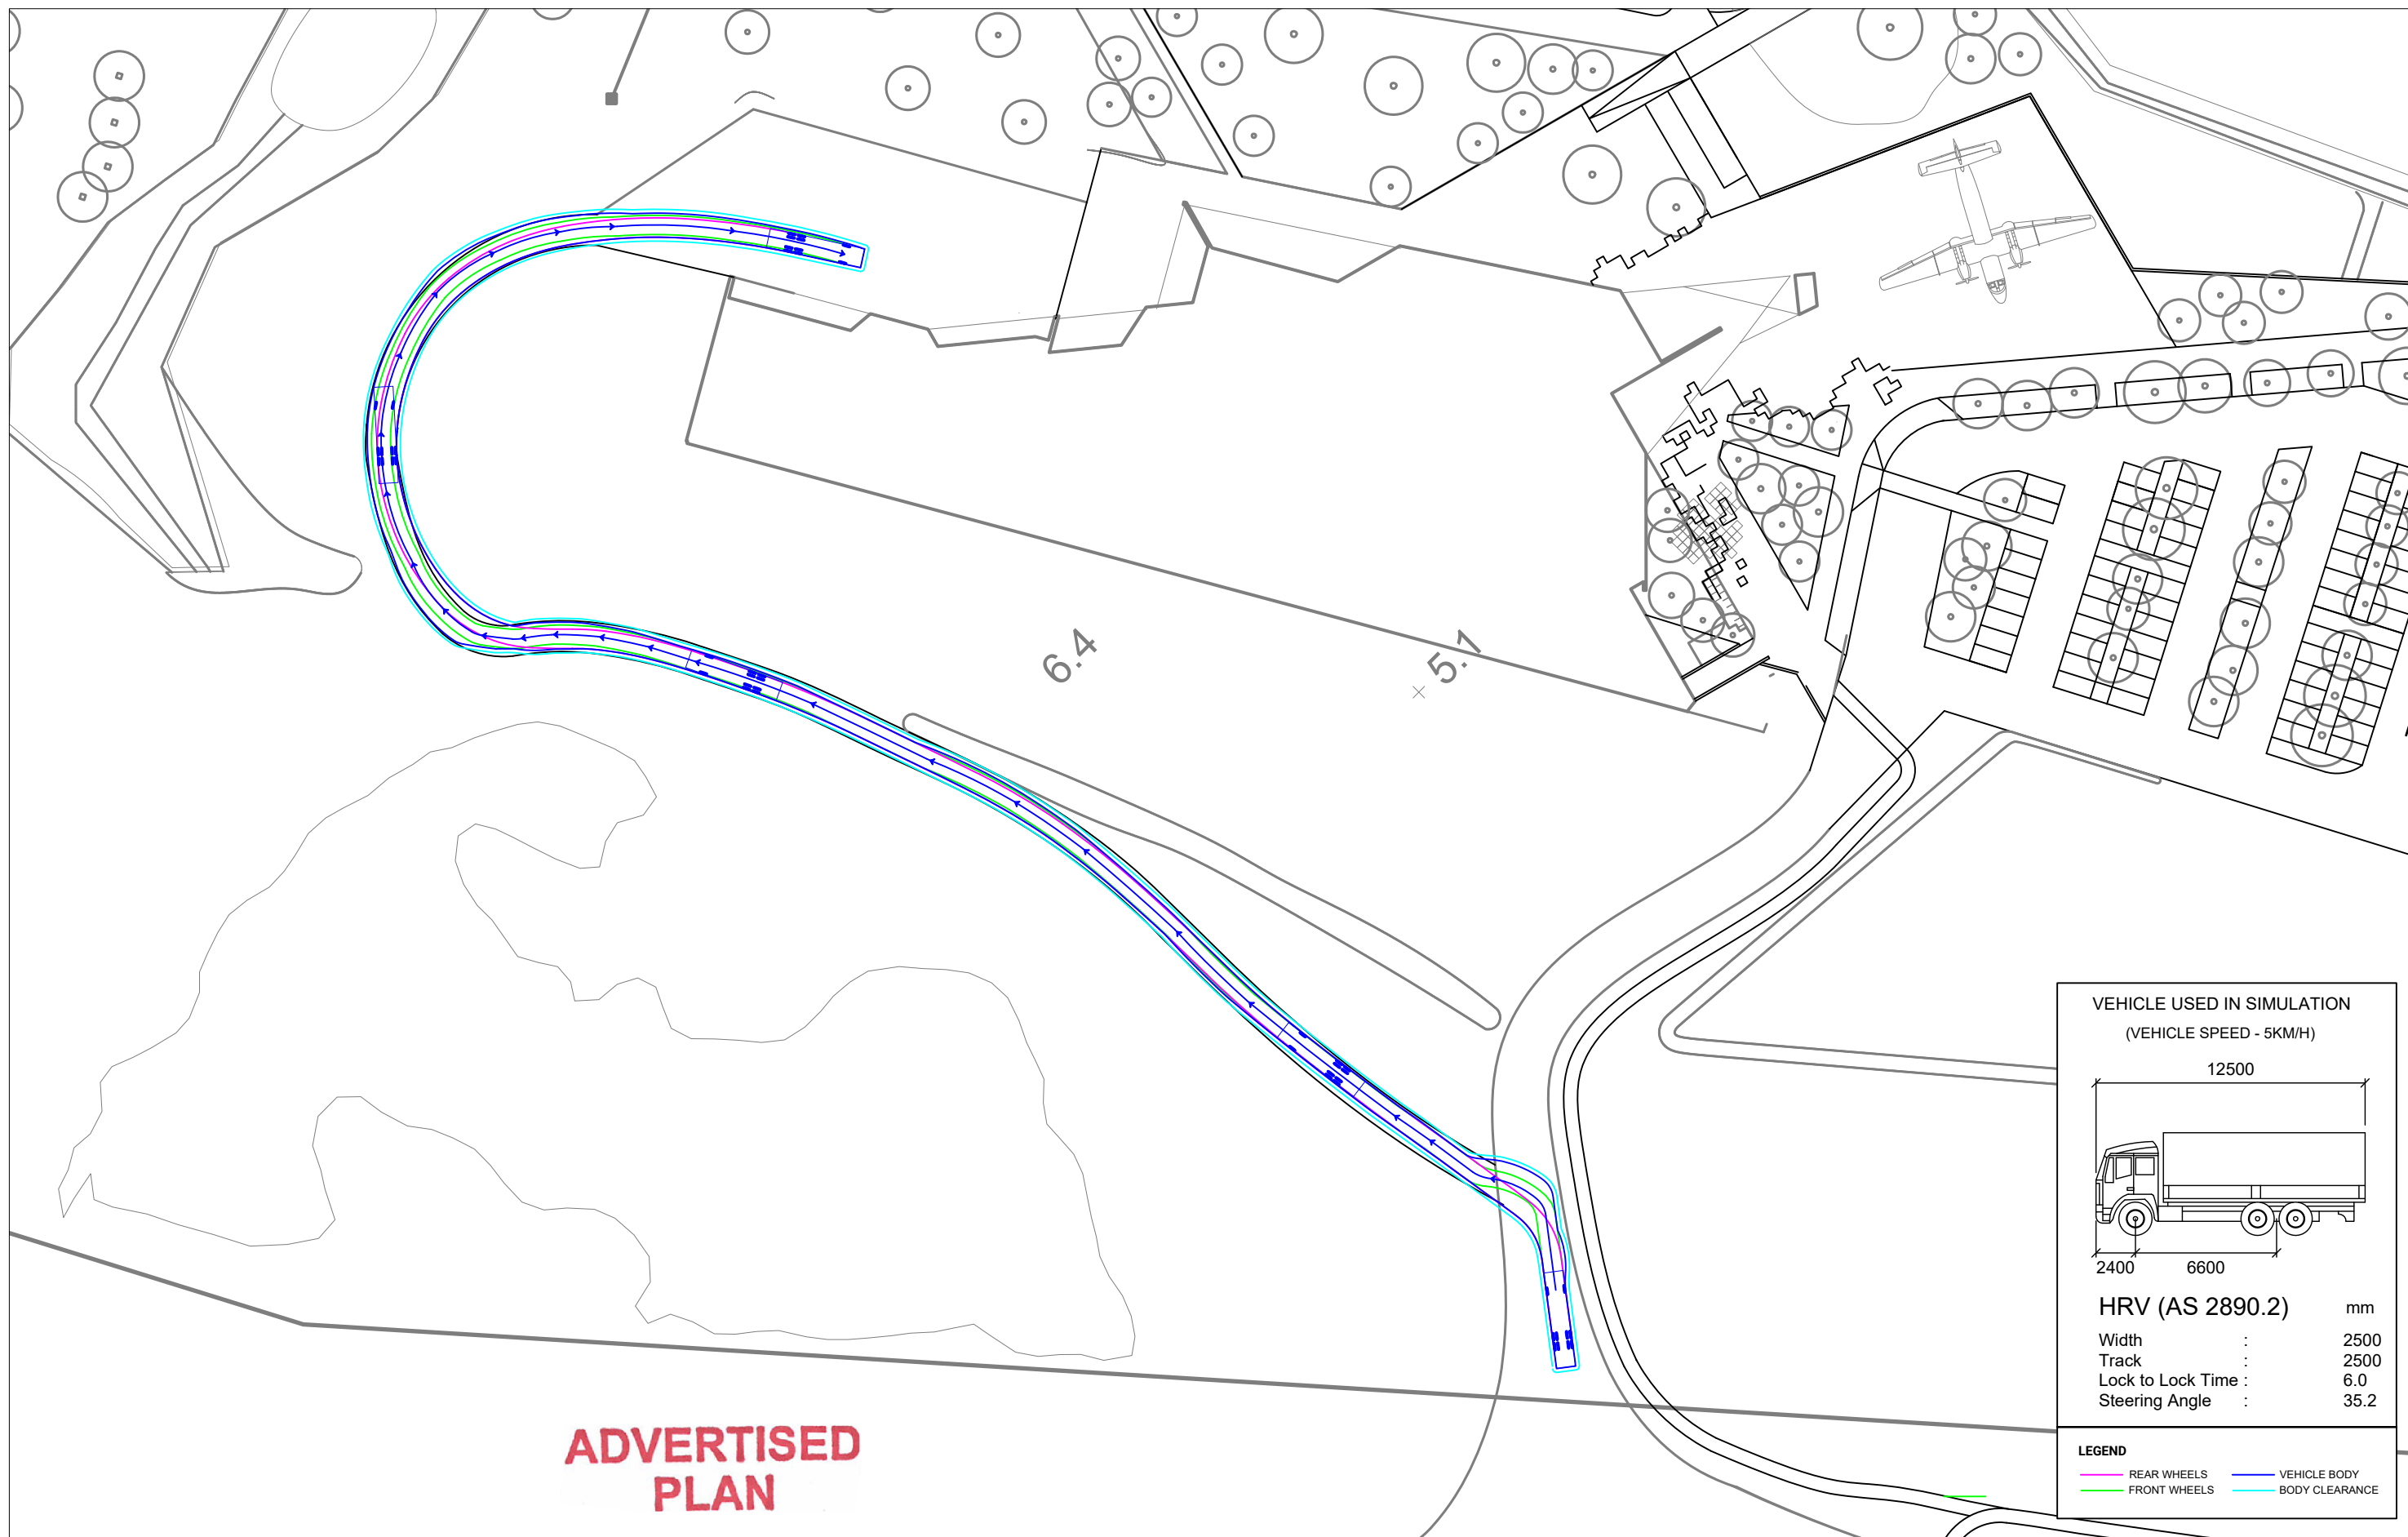 6.4
5.1
VEHICLE USED IN SIMULATION
(VEHICLE SPEED - 5KM/H)
12500
2400 6600
HRV (AS 2890.2) mm
Width : 2500
Track : 2500
Lock to Lock Time : 6.0
Steering Angle : 35.2
LEGEND
REAR WHEELS VEHICLE BODY
FRONT WHEELS BODY CLEARANCE
ADVERTISED
PLAN